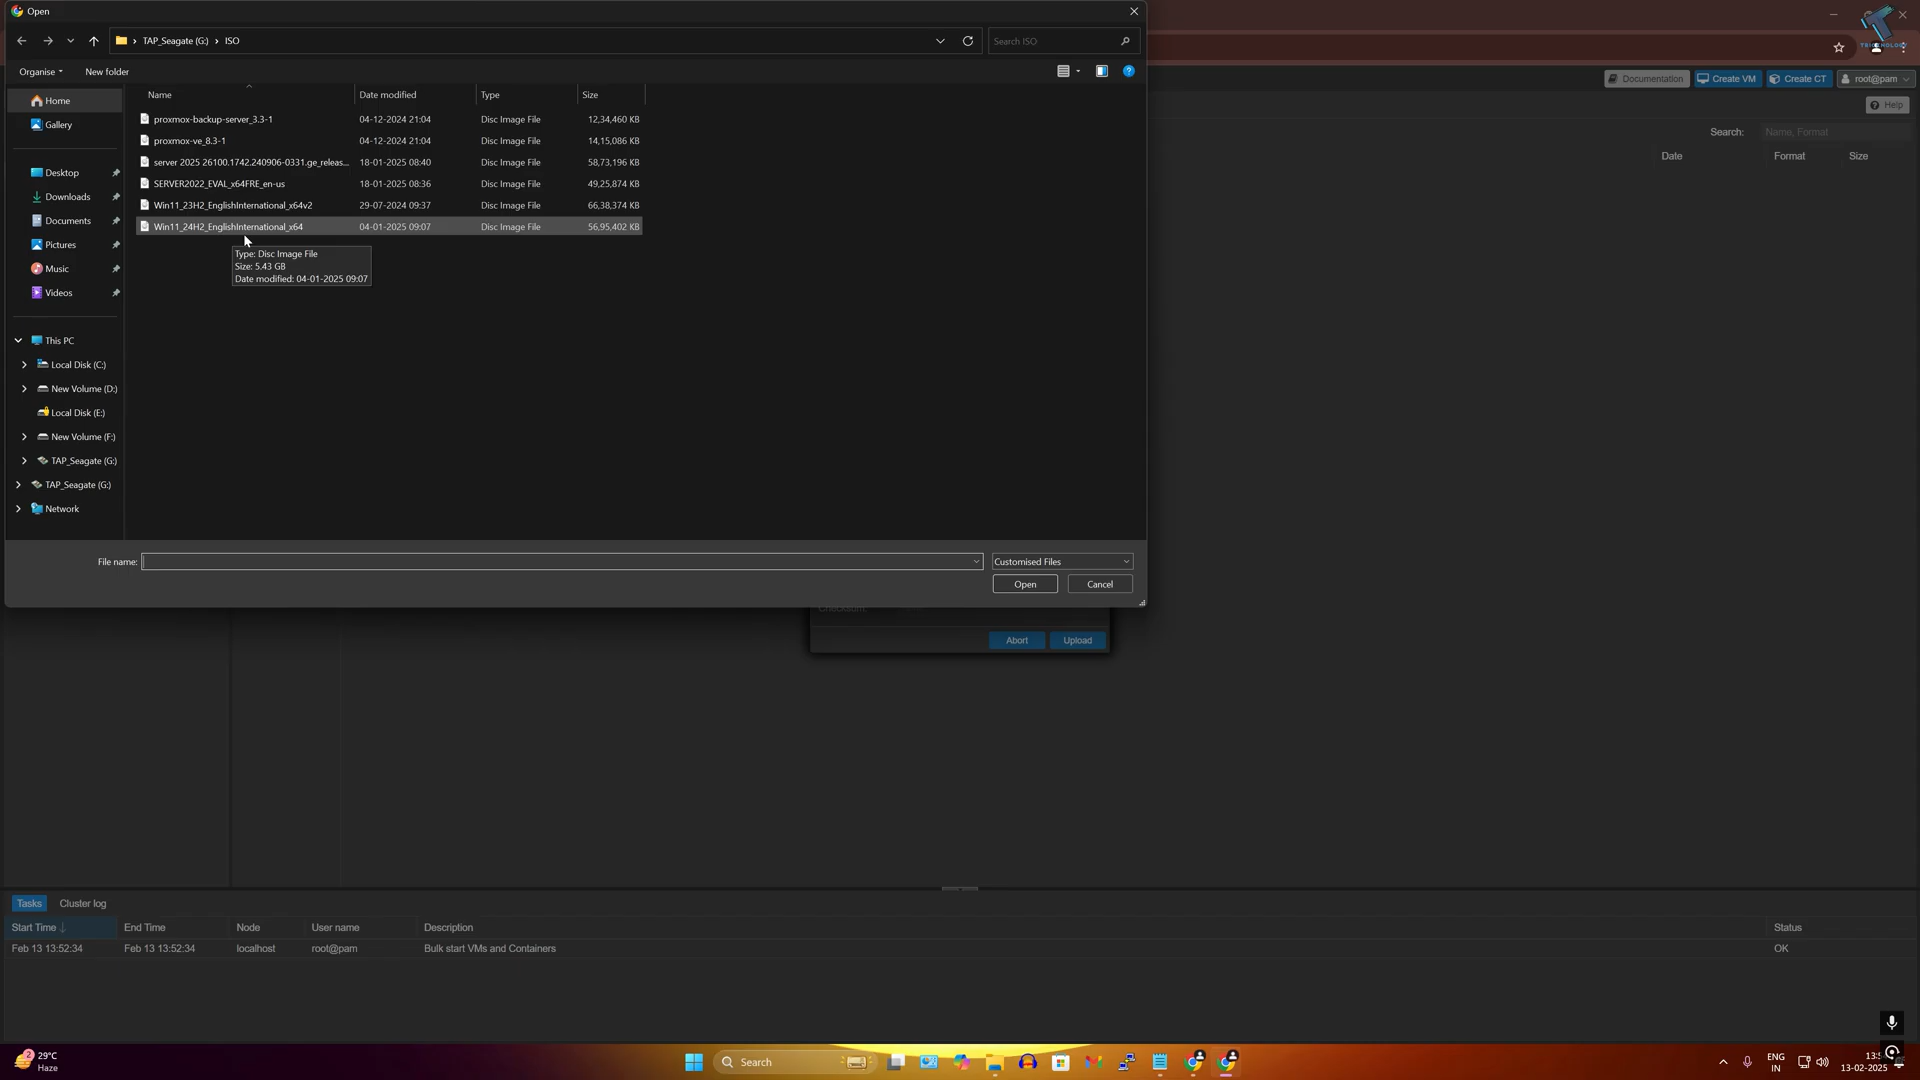 Open
TAP_Seagate (G:) > ISO
Search ISO
Organise
New folder
Home
Gallery
Desktop
Downloads
Documents
Pictures
Music
Videos
This PC
Local Disk (C:)
New Volume (D:)
Local Disk (E:)
New Volume (F:)
TAP_Seagate (G:)
TAP_Seagate (G:)
Network
Name Date modified Type Size
proxmox-backup-server_3.3-1 04-12-2024 21:04 Disc Image File 12,34,460 KB
proxmox-ve_8.3-1 04-12-2024 21:04 Disc Image File 14,15,086 KB
server 2025 26100.1742.240906-0331.ge_releas... 18-01-2025 08:40 Disc Image File 58,73,196 KB
SERVER2022_EVAL_x64FRE_en-us 18-01-2025 08:36 Disc Image File 49,25,874 KB
Win11_23H2_EnglishInternational_x64v2 29-07-2024 09:37 Disc Image File 66,38,374 KB
Win11_24H2_EnglishInternational_x64 04-01-2025 09:07 Disc Image File 56,95,402 KB
Type: Disc Image File
Size: 5.43 GB
Date modified: 04-01-2025 09:07
File name:
Customised Files
Open Cancel
Documentation Create VM Create CT root@pam
Help
Search: Name, Format
Date Format Size
Checksum:
Abort Upload
Tasks Cluster log
Start Time End Time Node User name Description Status
Feb 13 13:52:34 Feb 13 13:52:34 localhost root@pam Bulk start VMs and Containers OK
2
29°C
Haze
Search
ENG
IN
13-02-2025